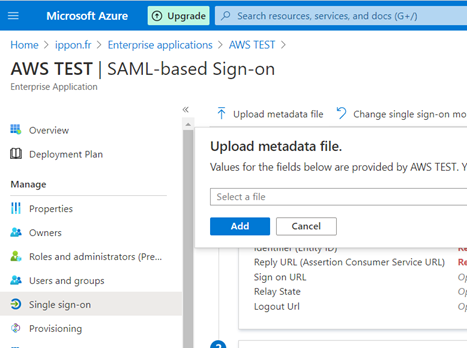 Microsoft Azure
Upgrade
Search resources, services, and docs (G+/)
Home > ippon.fr > Enterprise applications > AWS TEST >
AWS TEST | SAML-based Sign-on
Enterprise Application
Overview
Deployment Plan
Manage
Properties
Owners
Roles and administrators (Pre...
Users and groups
Single sign-on
Provisioning
Upload metadata file
Change single sign-on mo
Upload metadata file.
Values for the fields below are provided by AWS TEST. Y
Select a file
Add
Cancel
Identifier (Entity ID)
Reply URL (Assertion Consumer Service URL) Re
Sign on URL Op
Relay State Op
Logout Url Op
2